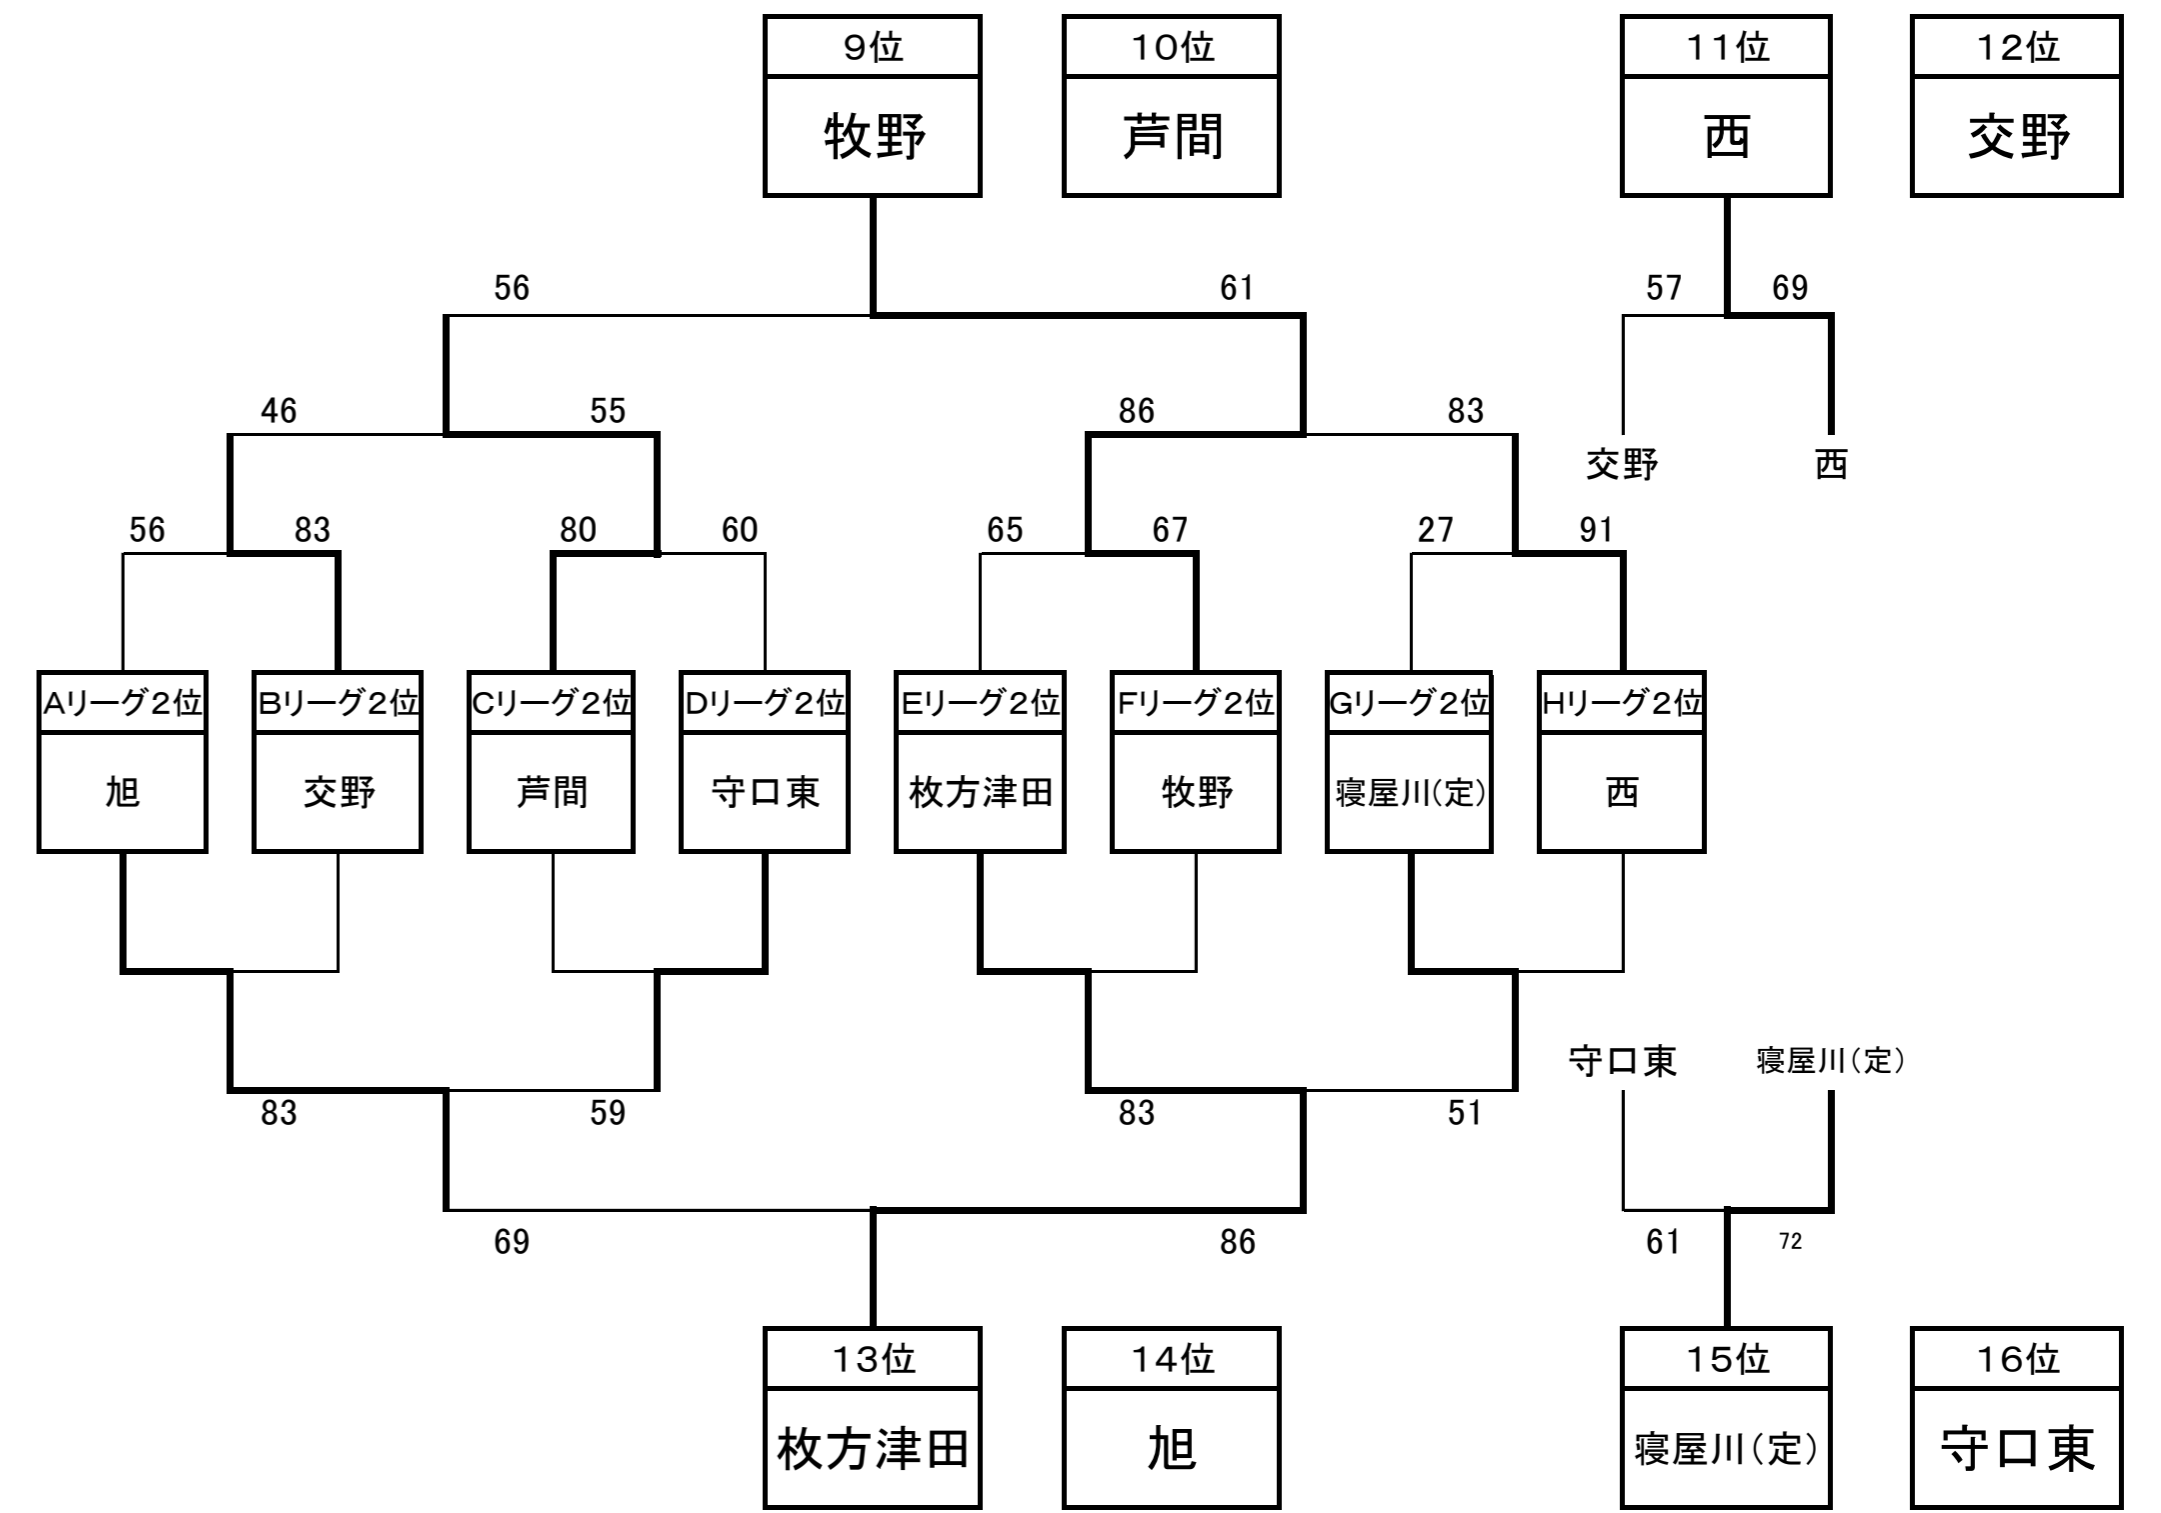 9位 10位 11位 12位
牧野 芦間 西 交野
56 61 57 69
46 55 86 83
交野 西
56 83 80 60 65 67 27 91
Aリーグ2位 Bリーグ2位 Cリーグ2位 Dリーグ2位 Eリーグ2位 Fリーグ2位 Gリーグ2位 Hリーグ2位
旭 交野 芦間 守口東 枚方津田 牧野 寝屋川(定) 西
守口東 寝屋川(定)
83 59 83 51
69 86 61 72
13位 14位 15位 16位
枚方津田 旭 寝屋川(定) 守口東